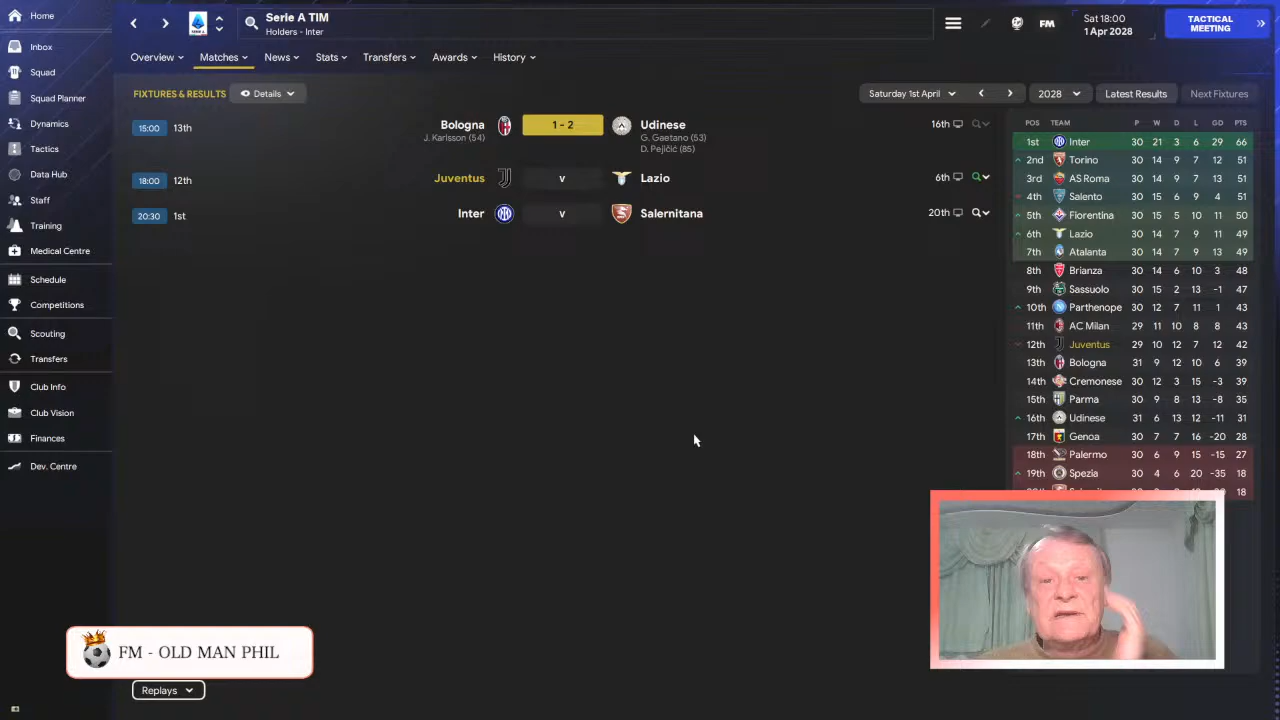 Home
Inbox
Squad
Squad Planner
Dynamics
Tactics
Data Hub
Staff
Training
Medical Centre
Schedule
Competitions
Scouting
Transfers
Club Info
Club Vision
Finances
Dev. Centre
Serie A TIM
Holders - Inter
FM
Sat 18:00
1 Apr 2028
TACTICAL
MEETING
Overview Matches News Stats Transfers Awards History
FIXTURES & RESULTS Details
Saturday 1st April 2028 Latest Results Next Fixtures
15:00 13th Bologna 1 - 2 Udinese 16th
J. Karlsson (54) G. Gaetano (53)
D. Pejičić (85)
18:00 12th Juventus v Lazio 6th
20:30 1st Inter v Salernitana 20th
POS TEAM P W D L GD PTS
1st Inter 30 21 3 6 29 66
2nd Torino 30 14 9 7 12 51
3rd AS Roma 30 14 9 7 13 51
4th Salento 30 15 6 9 4 51
5th Fiorentina 30 15 5 10 11 50
6th Lazio 30 14 7 9 11 49
7th Atalanta 30 14 7 9 13 49
8th Brianza 30 14 6 10 3 48
9th Sassuolo 30 15 2 13 -1 47
10th Parthenope 30 12 7 11 1 43
11th AC Milan 29 11 10 8 8 43
12th Juventus 29 10 12 7 12 42
13th Bologna 31 9 12 10 6 39
14th Cremonese 30 12 3 15 -3 39
15th Parma 30 9 8 13 -8 35
16th Udinese 31 6 13 12 -11 31
17th Genoa 30 7 7 16 -20 28
18th Palermo 30 6 9 15 -15 27
19th Spezia 30 4 6 20 -35 18
18
FM - OLD MAN PHIL
Replays